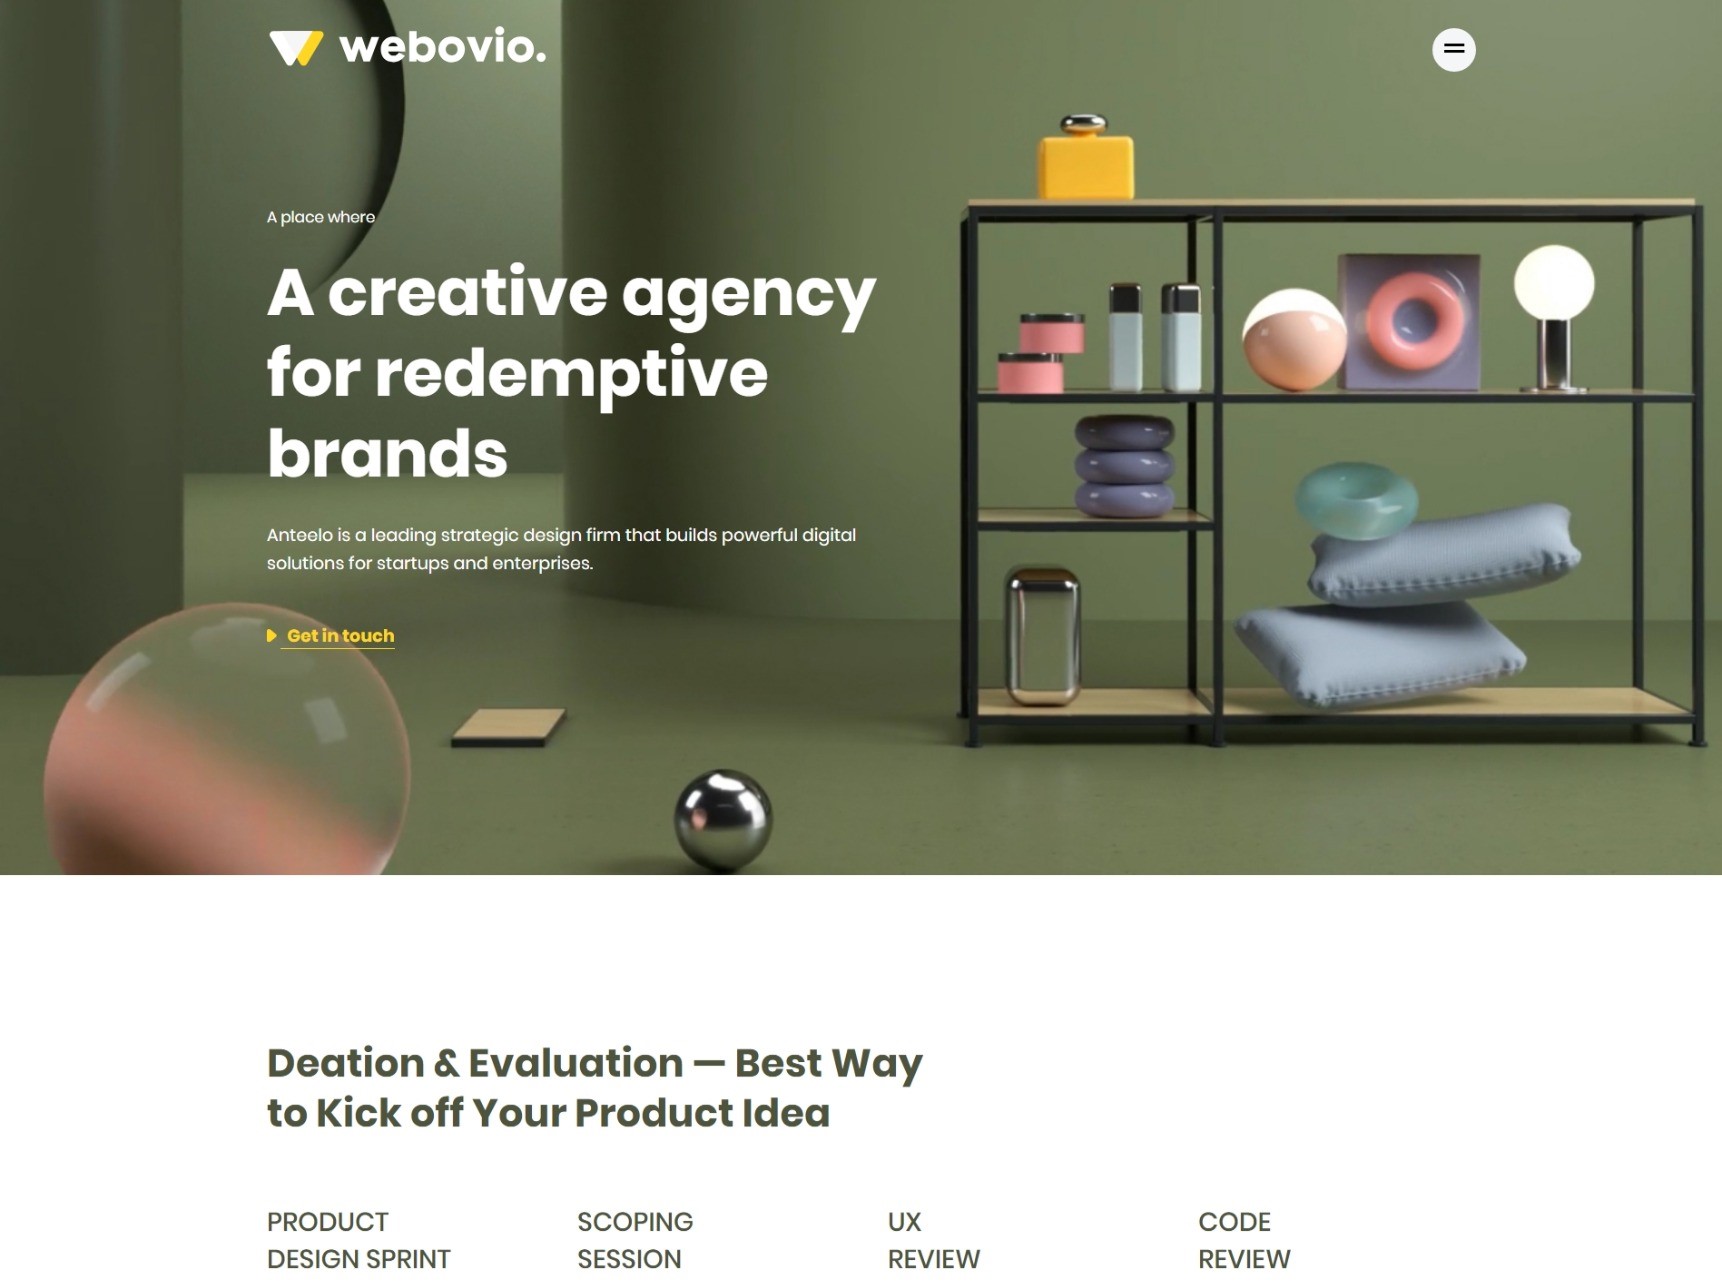 webovio.
A place where
A creative agency
for redemptive
brands
Anteelo is a leading strategic design firm that builds powerful digital
solutions for startups and enterprises.
Get in touch
Deation & Evaluation — Best Way
to Kick off Your Product Idea
PRODUCT
DESIGN SPRINT
SCOPING
SESSION
UX
REVIEW
CODE
REVIEW